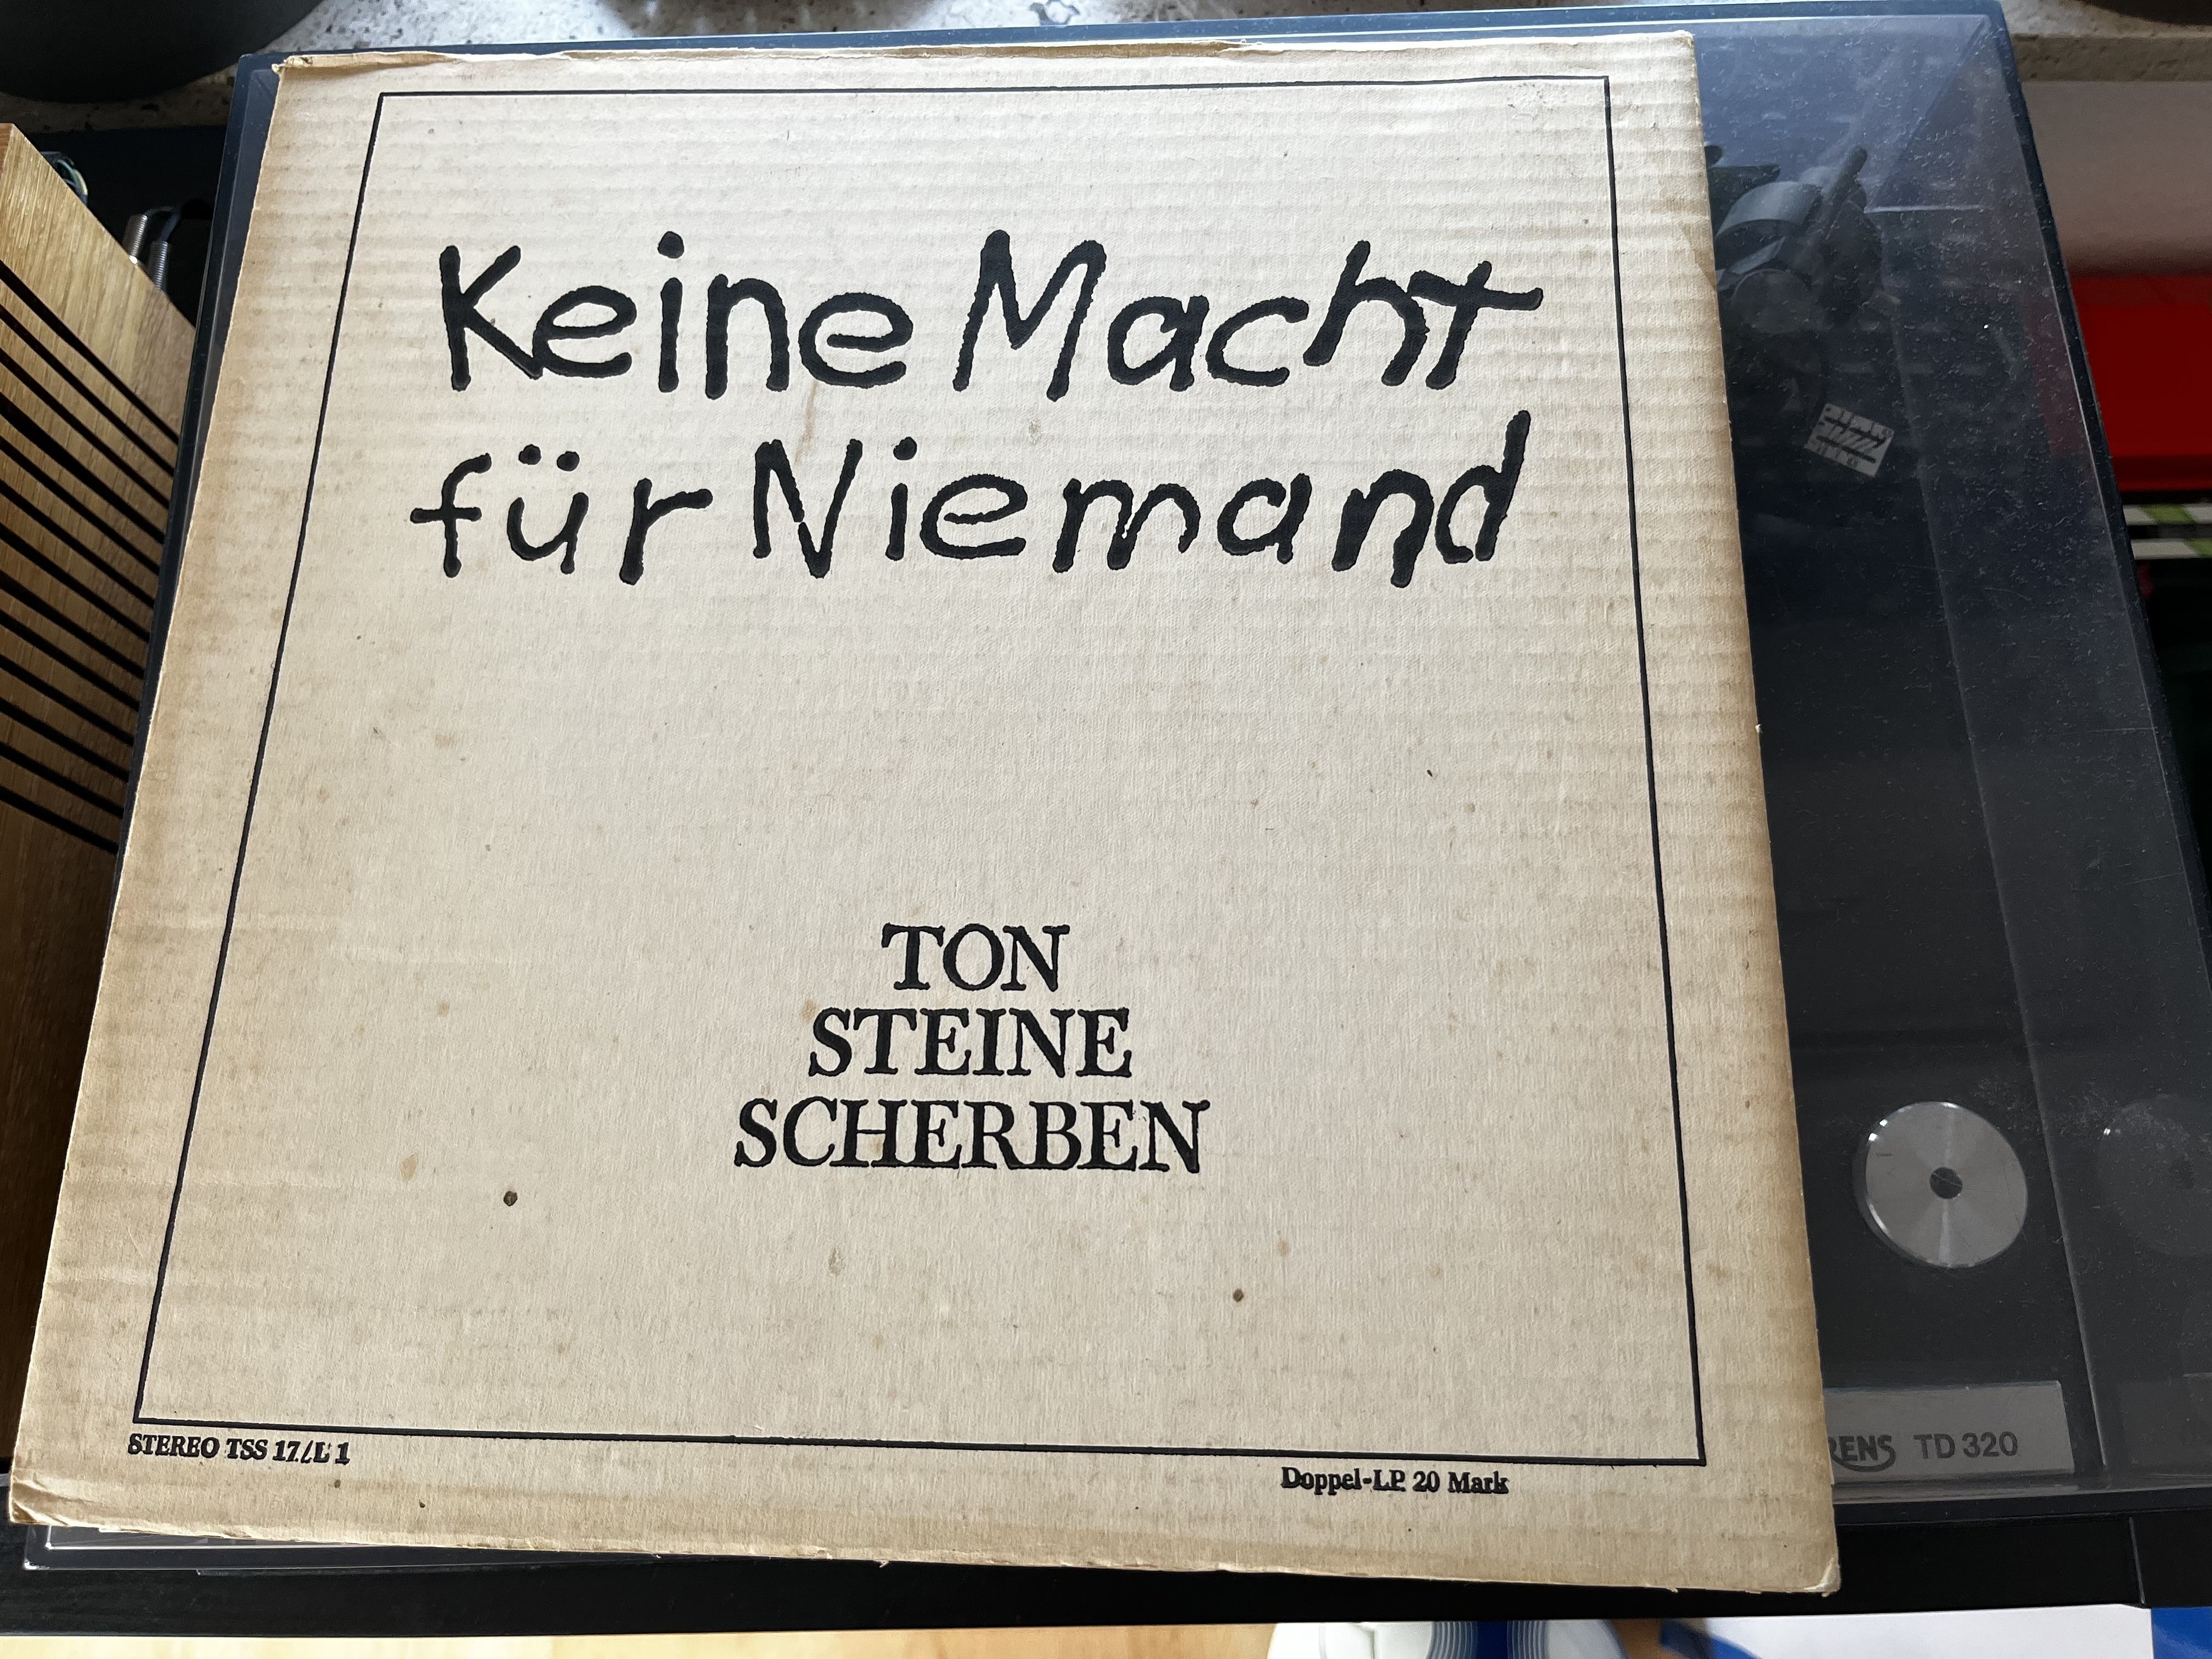 Keine Macht
für Niemand
TON
STEINE
SCHERBEN
STEREO TSS 17/L 1
Doppel-LP. 20 Mark
TD 320